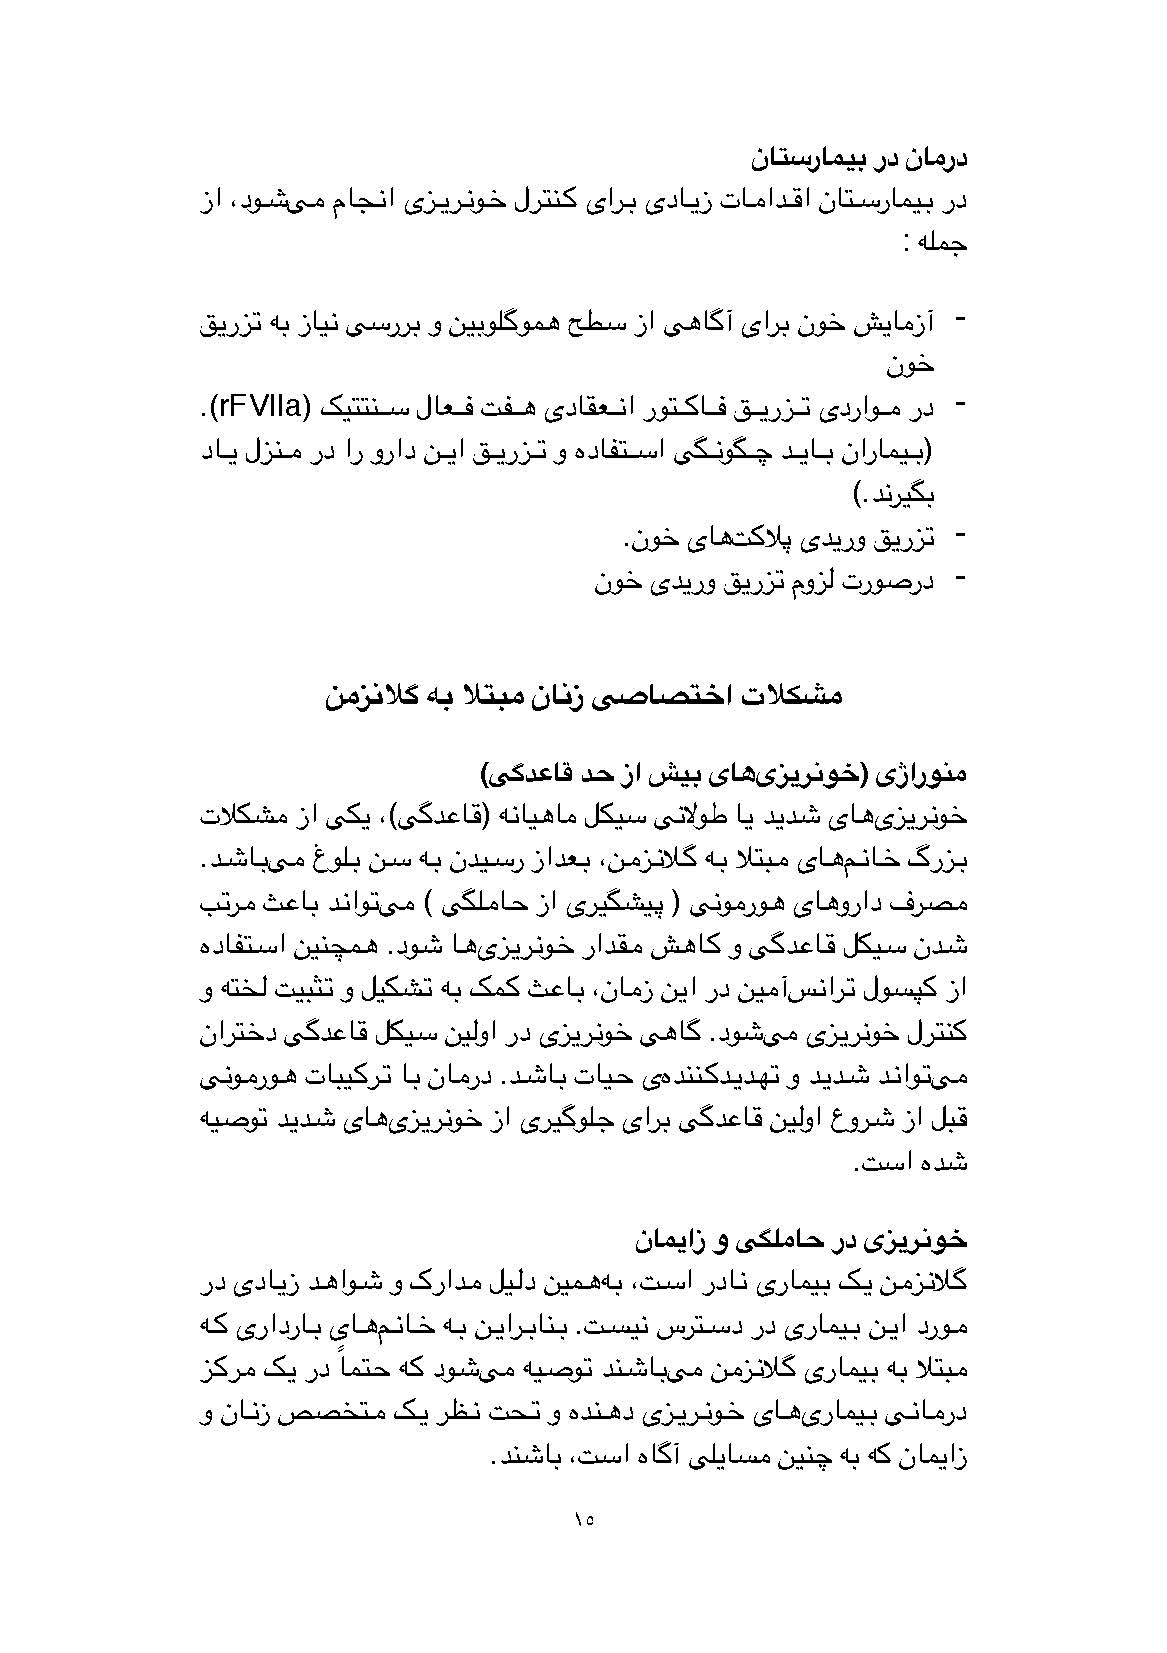 درمان در بیمارستان
در بیمارستان اقدامات زیادی برای کنترل خونریزی انجام می‌شود، از
جمله :
- آزمایش خون برای آگاهی از سطح هموگلوبین و بررسی نیاز به تزریق
خون
- در مواردی تزریق فاکتور انعقادی هفت فعال سنتتیک (rFVIIa).
(بیماران باید چگونگی استفاده و تزریق این دارو را در منزل یاد
بگیرند.)
- تزریق وریدی پلاکت‌های خون.
- درصورت لزوم تزریق وریدی خون
مشکلات اختصاصی زنان مبتلا به گلانزمن
منوراژی (خونریزی‌های بیش از حد قاعدگی)
خونریزی‌های شدید یا طولانی سیکل ماهیانه (قاعدگی)، یکی از مشکلات
بزرگ خانم‌های مبتلا به گلانزمن، بعداز رسیدن به سن بلوغ می‌باشد.
مصرف داروهای هورمونی ( پیشگیری از حاملگی ) می‌تواند باعث مرتب
شدن سیکل قاعدگی و کاهش مقدار خونریزی‌ها شود. همچنین استفاده
از کپسول ترانس‌آمین در این زمان، باعث کمک به تشکیل و تثبیت لخته و
کنترل خونریزی می‌شود. گاهی خونریزی در اولین سیکل قاعدگی دختران
می‌تواند شدید و تهدیدکننده‌ی حیات باشد. درمان با ترکیبات هورمونی
قبل از شروع اولین قاعدگی برای جلوگیری از خونریزی‌های شدید توصیه
شده است.
خونریزی در حاملگی و زایمان
گلانزمن یک بیماری نادر است، به‌همین دلیل مدارک و شواهد زیادی در
مورد این بیماری در دسترس نیست. بنابراین به خانم‌های بارداری که
مبتلا به بیماری گلانزمن می‌باشند توصیه می‌شود که حتماً در یک مرکز
درمانی بیماری‌های خونریزی دهنده و تحت نظر یک متخصص زنان و
زایمان که به چنین مسایلی آگاه است، باشند.
۱۵